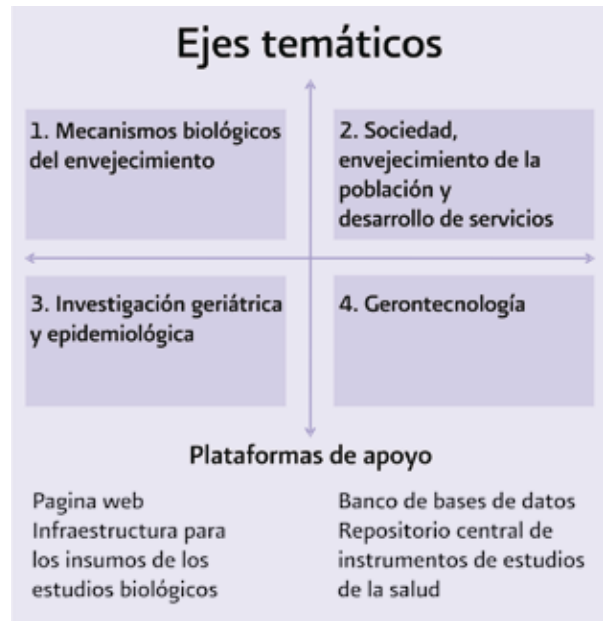 Ejes temáticos
1. Mecanismos biológicos
del envejecimiento
2. Sociedad,
envejecimiento de la
población y
desarrollo de servicios
3. Investigación geriátrica
y epidemiológica
4. Gerontecnología
Plataformas de apoyo
Pagina web
Infraestructura para
los insumos de los
estudios biológicos
Banco de bases de datos
Repositorio central de
instrumentos de estudios
de la salud